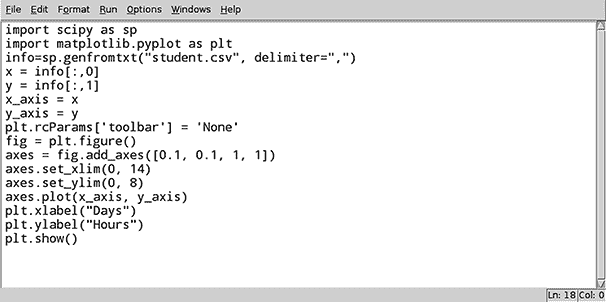 File Edit Format Run Options Windows Help
import scipy as sp
import matplotlib.pyplot as plt
info=sp.genfromtxt("student.csv", delimiter=",")
x = info[:,0]
y = info[:,1]
x_axis = x
y_axis = y
plt.rcParams['toolbar'] = 'None'
fig = plt.figure()
axes = fig.add_axes([0.1, 0.1, 1, 1])
axes.set_xlim(0, 14)
axes.set_ylim(0, 8)
axes.plot(x_axis, y_axis)
plt.xlabel("Days")
plt.ylabel("Hours")
plt.show()
Ln: 18 Col: 0